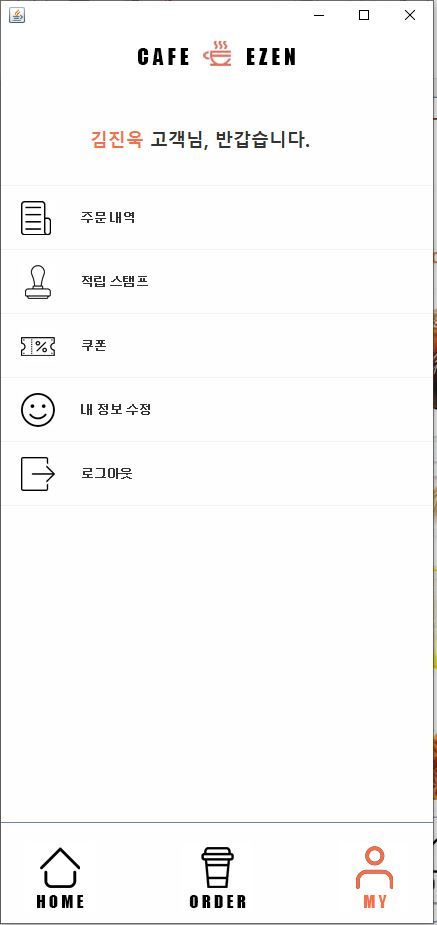 CAFE EZEN
김진욱 고객님, 반갑습니다.
주문내역
적립 스탬프
쿠폰
내 정보 수정
로그아웃
HOME ORDER MY